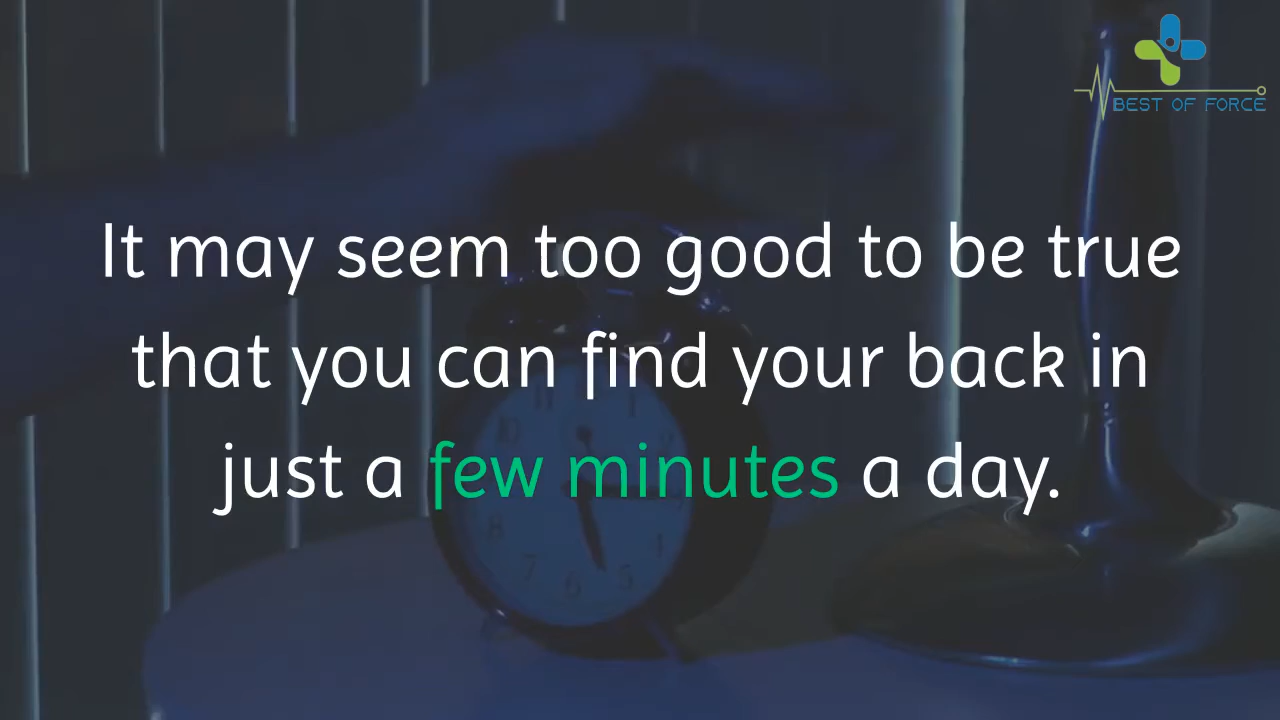 BEST OF FORCE
It may seem too good to be true
that you can find your back in
just a few minutes a day.